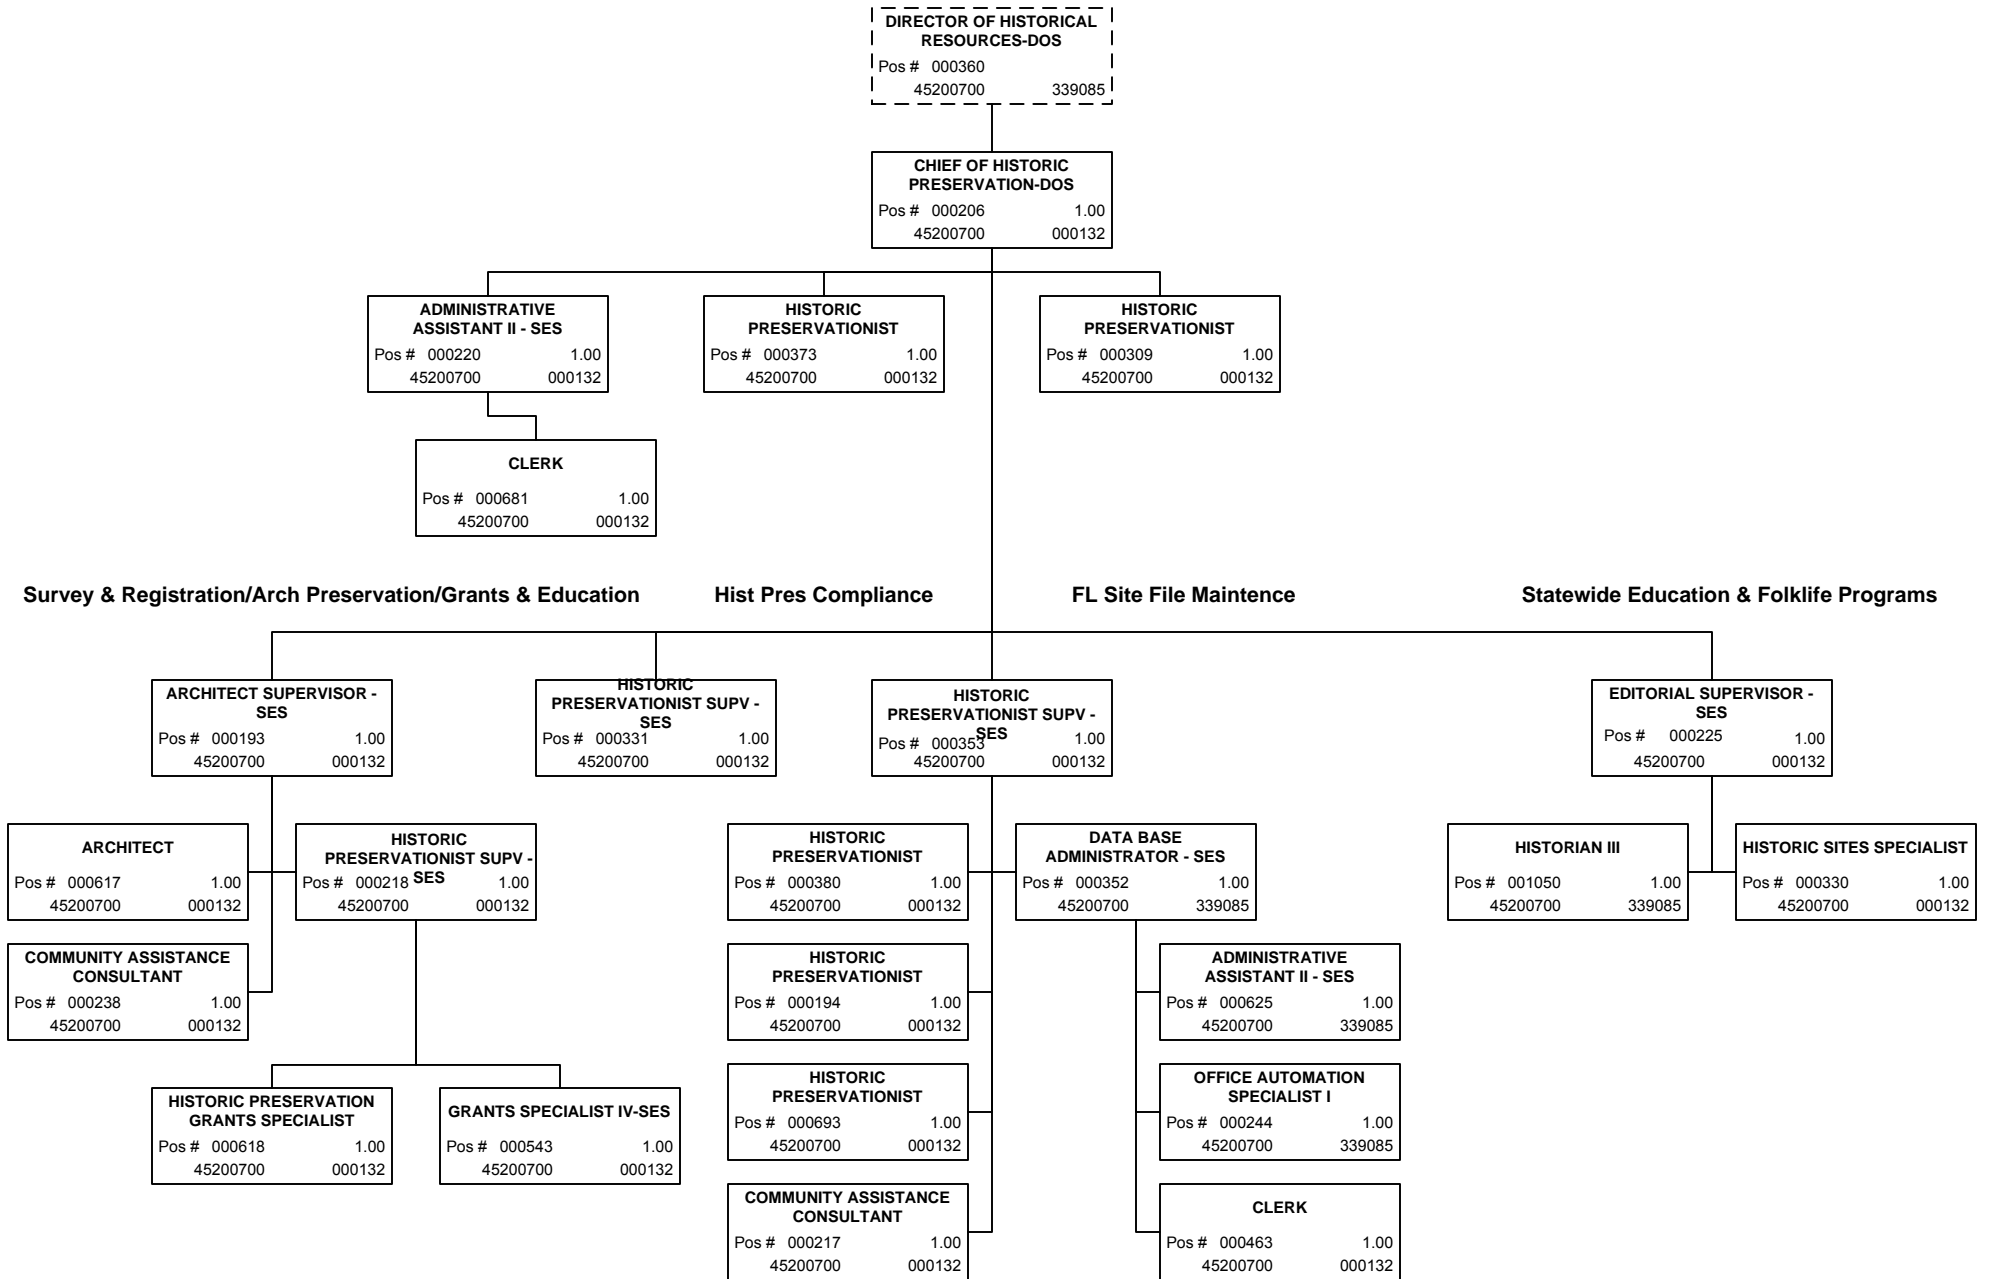 DIRECTOR OF HISTORICAL
RESOURCES-DOS
Pos # 000360
45200700 339085
CHIEF OF HISTORIC
PRESERVATION-DOS
Pos # 000206 1.00
45200700 000132
ADMINISTRATIVE
ASSISTANT II - SES
Pos # 000220 1.00
45200700 000132
HISTORIC
PRESERVATIONIST
Pos # 000373 1.00
45200700 000132
HISTORIC
PRESERVATIONIST
Pos # 000309 1.00
45200700 000132
CLERK
Pos # 000681 1.00
45200700 000132
Survey & Registration/Arch Preservation/Grants & Education
Hist Pres Compliance
FL Site File Maintence
Statewide Education & Folklife Programs
ARCHITECT SUPERVISOR -
SES
Pos # 000193 1.00
45200700 000132
HISTORIC
PRESERVATIONIST SUPV -
SES
Pos # 000331 1.00
45200700 000132
HISTORIC
PRESERVATIONIST SUPV -
SES
Pos # 000353 1.00
45200700 000132
EDITORIAL SUPERVISOR -
SES
Pos # 000225 1.00
45200700 000132
ARCHITECT
Pos # 000617 1.00
45200700 000132
HISTORIC
PRESERVATIONIST SUPV -
SES
Pos # 000218 1.00
45200700 000132
HISTORIC
PRESERVATIONIST
Pos # 000380 1.00
45200700 000132
DATA BASE
ADMINISTRATOR - SES
Pos # 000352 1.00
45200700 339085
HISTORIAN III
Pos # 001050 1.00
45200700 339085
HISTORIC SITES SPECIALIST
Pos # 000330 1.00
45200700 000132
COMMUNITY ASSISTANCE
CONSULTANT
Pos # 000238 1.00
45200700 000132
HISTORIC
PRESERVATIONIST
Pos # 000194 1.00
45200700 000132
ADMINISTRATIVE
ASSISTANT II - SES
Pos # 000625 1.00
45200700 339085
HISTORIC PRESERVATION
GRANTS SPECIALIST
Pos # 000618 1.00
45200700 000132
GRANTS SPECIALIST IV-SES
Pos # 000543 1.00
45200700 000132
HISTORIC
PRESERVATIONIST
Pos # 000693 1.00
45200700 000132
OFFICE AUTOMATION
SPECIALIST I
Pos # 000244 1.00
45200700 339085
COMMUNITY ASSISTANCE
CONSULTANT
Pos # 000217 1.00
45200700 000132
CLERK
Pos # 000463 1.00
45200700 000132